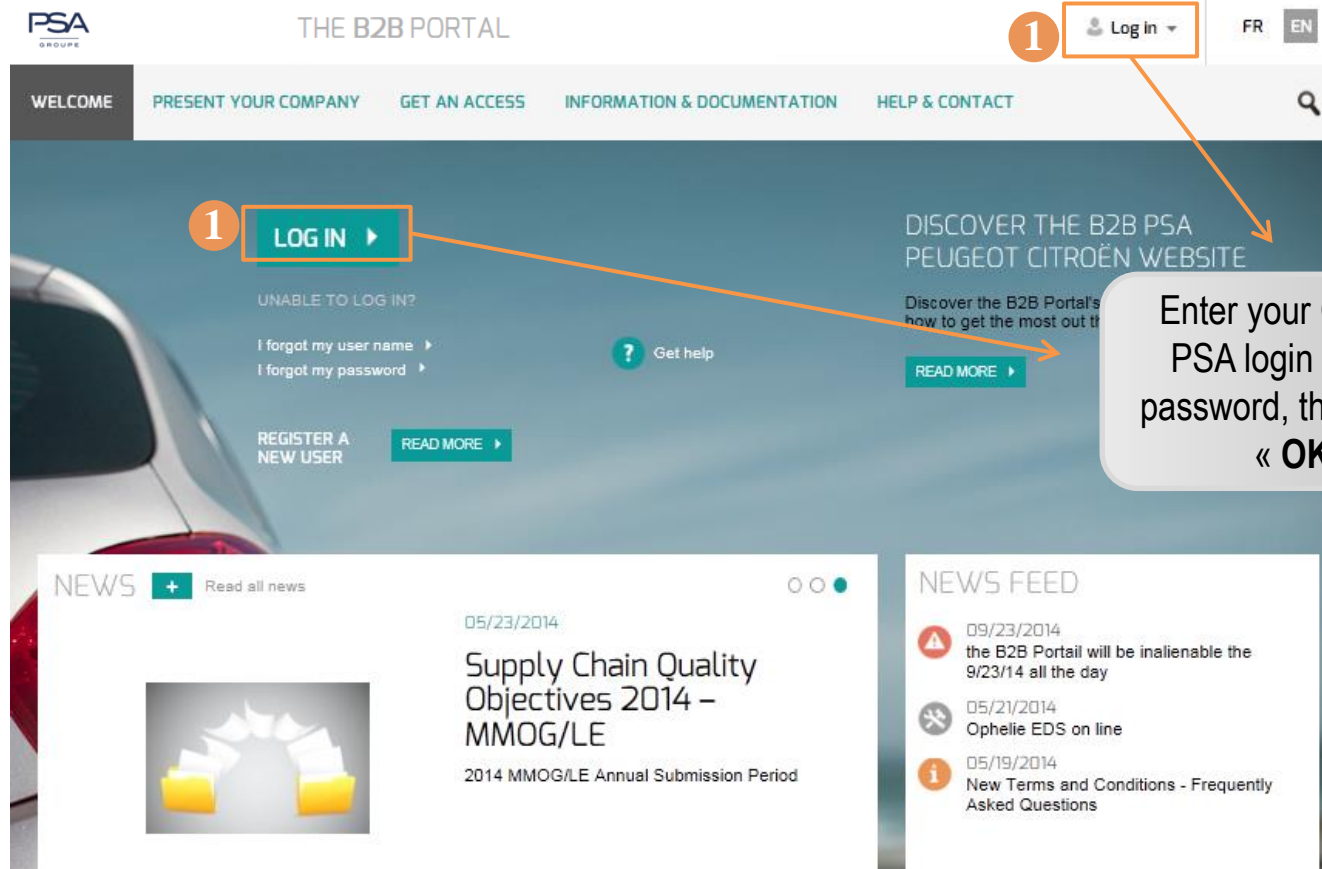 PSA
GROUPE
THE B2B PORTAL
1
Log in
FR EN
WELCOME PRESENT YOUR COMPANY GET AN ACCESS INFORMATION & DOCUMENTATION HELP & CONTACT
1
LOG IN
UNABLE TO LOG IN?
I forgot my user name
I forgot my password
? Get help
REGISTER A
NEW USER
READ MORE
DISCOVER THE B2B PSA
PEUGEOT CITROËN WEBSITE
Discover the B2B Portal's
how to get the most out
READ MORE
Enter your
PSA login
password,
« OK
NEWS + Read all news
05/23/2014
Supply Chain Quality
Objectives 2014 –
MMOG/LE
2014 MMOG/LE Annual Submission Period
NEWS FEED
09/23/2014
the B2B Portail will be inalienable the
9/23/14 all the day
05/21/2014
Ophelie EDS on line
i
05/19/2014
New Terms and Conditions - Frequently
Asked Questions